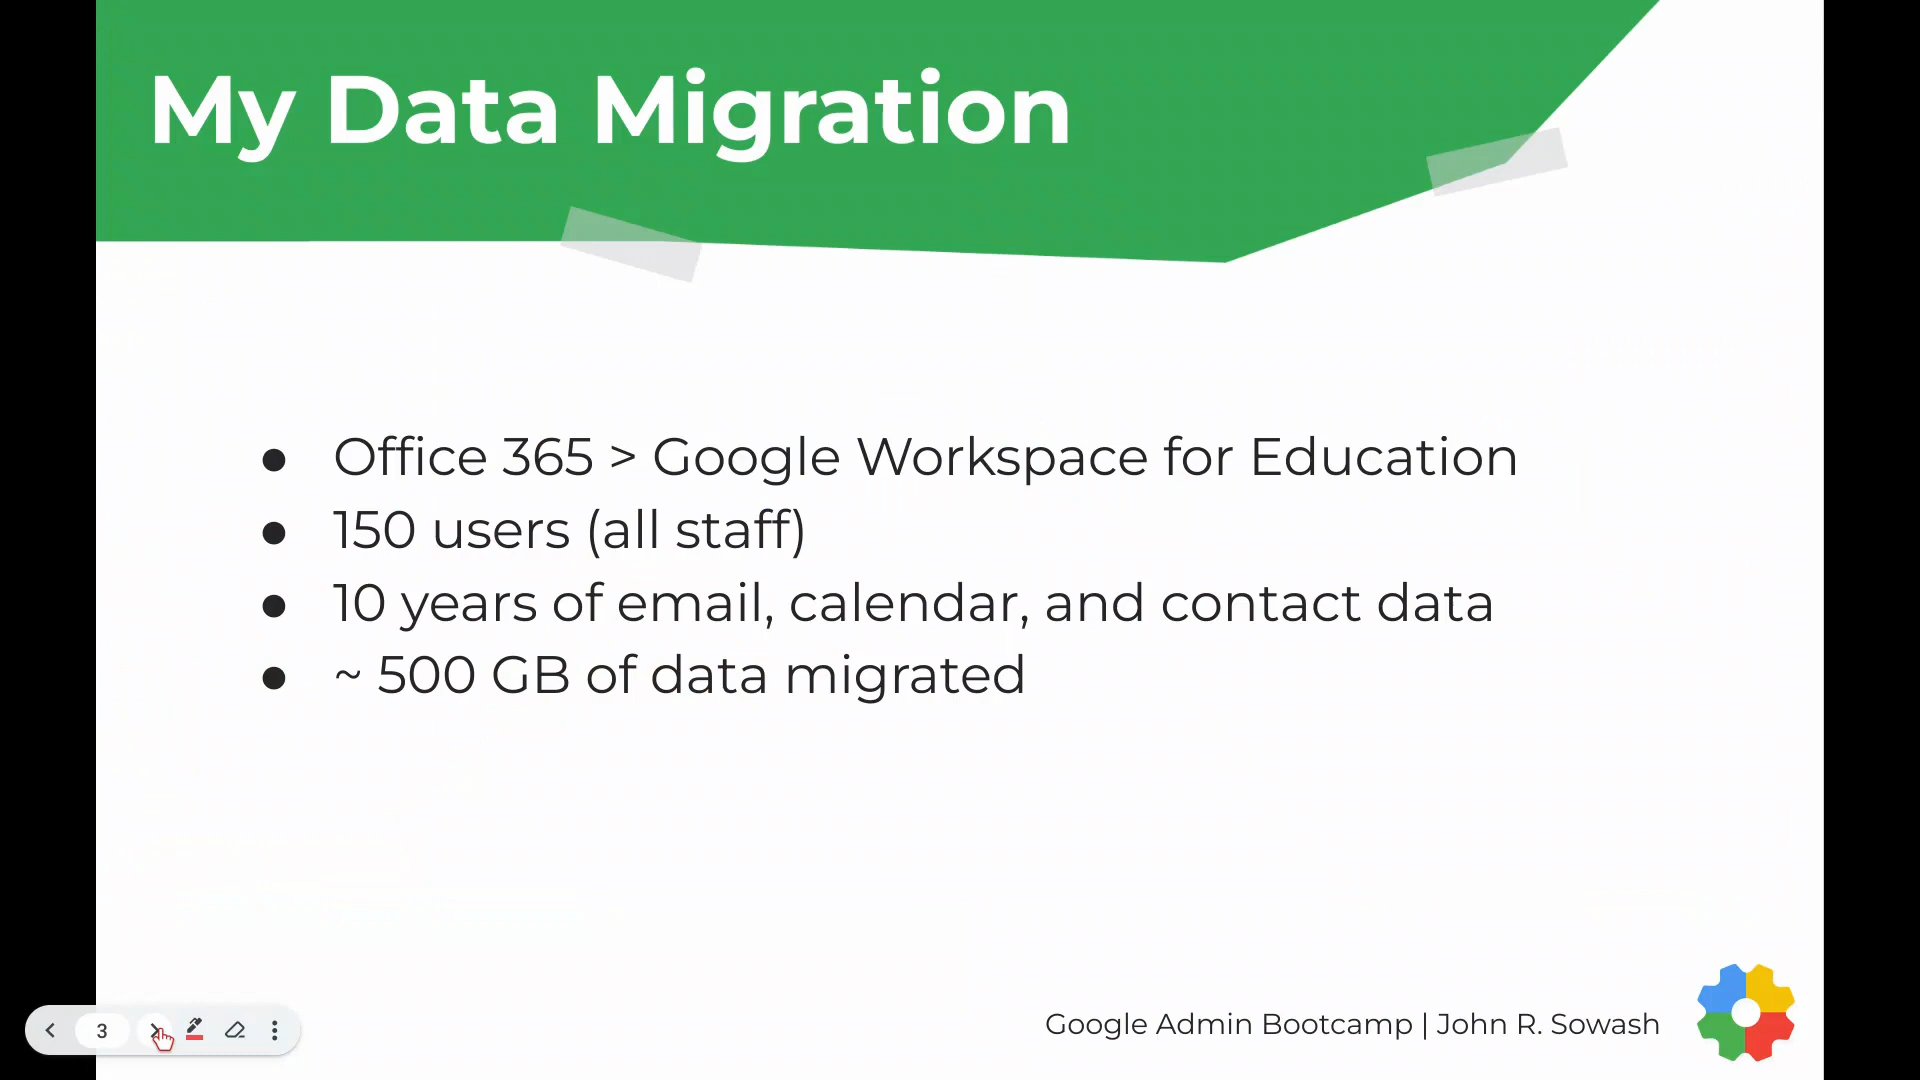 My Data Migration
● Office 365 > Google Workspace for Education
● 150 users (all staff)
● 10 years of email, calendar, and contact data
● ~ 500 GB of data migrated
Google Admin Bootcamp | John R. Sowash
3